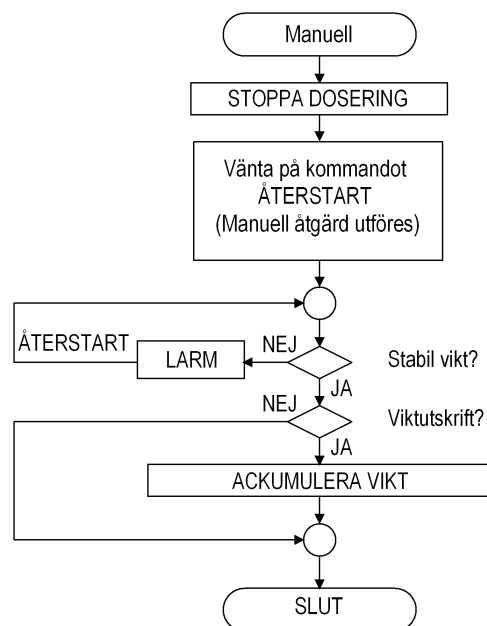 Manuell
STOPPA DOSERING
Vänta på kommandot
ÅTERSTART
(Manuell åtgärd utföres)
ÅTERSTART
LARM
NEJ
Stabil vikt?
JA
NEJ
Viktutskrift?
JA
ACKUMULERA VIKT
SLUT